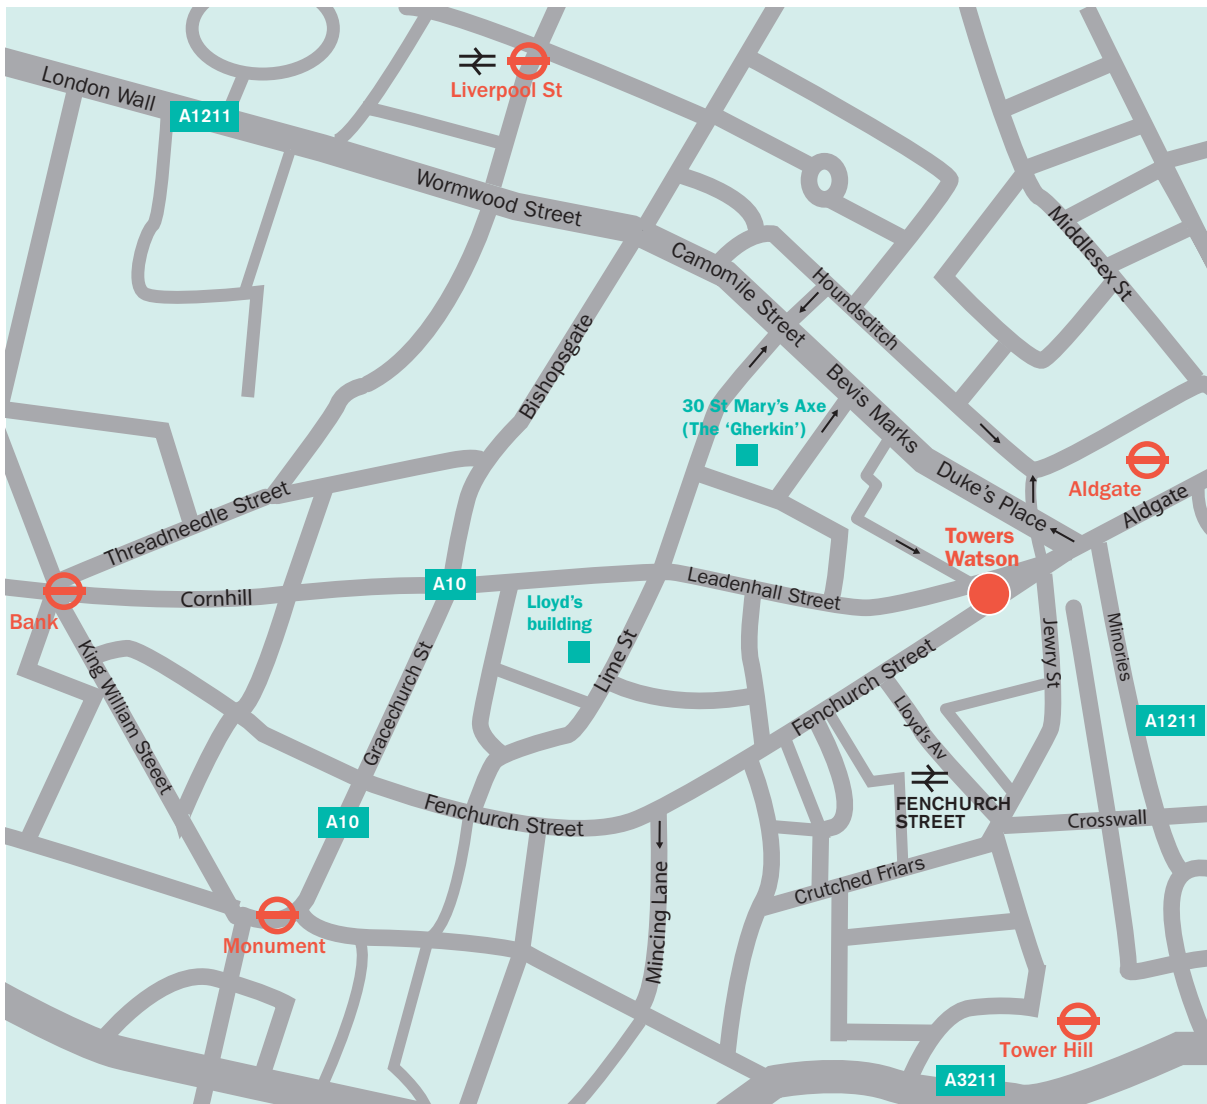 London Wall
A1211
Liverpool St
Wormwood Street
Camomile Street
Houndsditch
Middlesex St
Bishopsgate
30 St Mary's Axe
(The 'Gherkin')
Bevis Marks
Duke's Place
Aldgate
Aldgate
Towers
Watson
Threadneedle Street
Cornhill
A10
Leadenhall Street
Bank
Lloyd's
building
Lime St
Gracechurch St
King William Steeet
Fenchurch Street
Jewry St
Minories
A1211
Lloyd's Av
FENCHURCH
STREET
Crosswall
Fenchurch Street
A10
Mincing Lane
Crutched Friars
Monument
Tower Hill
A3211